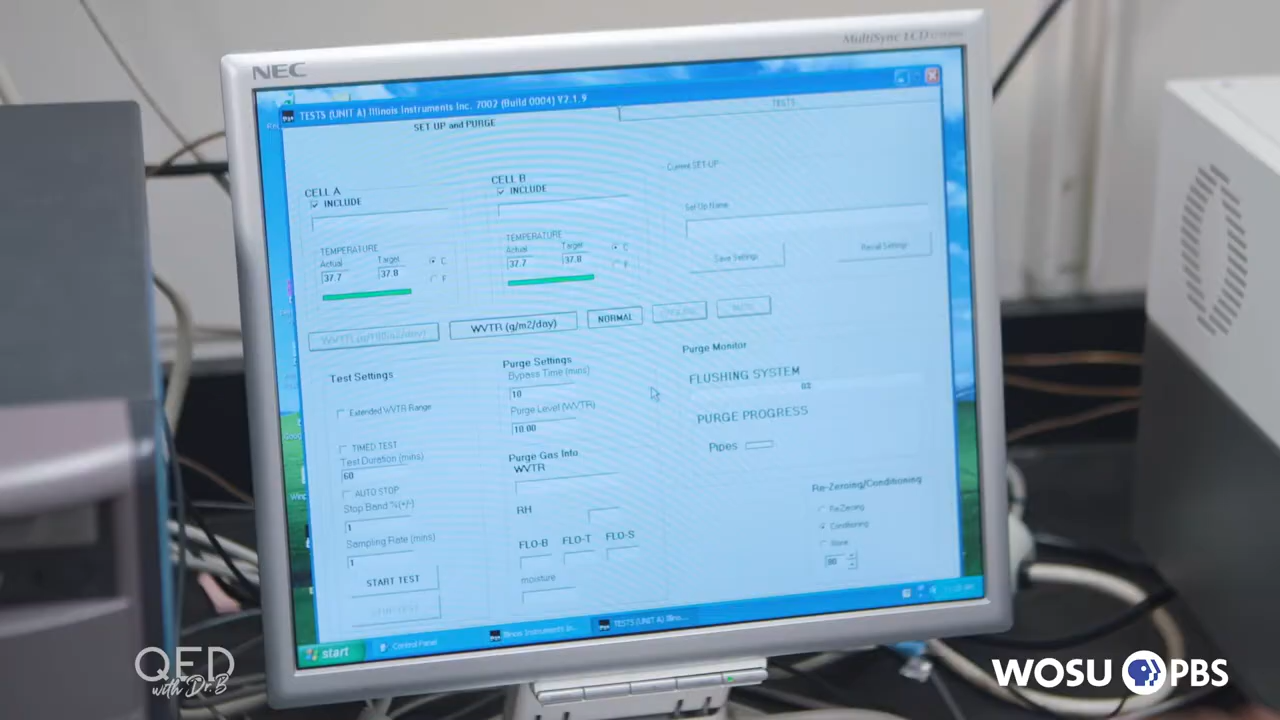 NEC
MultiSync LCD
TESTS (UNIT A) Illinois Instruments Inc. 7002 (Build 0004) V2.1.9
SET UP and PURGE
TESTS
CELL A
INCLUDE
CELL B
INCLUDE
Current SET-UP
Set-Up Name
Save Settings
Recall Settings
TEMPERATURE
Actual
Target
37.7
37.8
C
F
TEMPERATURE
Actual
Target
37.7
37.8
C
F
WVTR (g/m2/day)
NORMAL
Test Settings
Extended WVTR Range
TIMED TEST
Test Duration (mins)
60
AUTO STOP
Stop Band %(+/-)
1
Sampling Rate (mins)
1
START TEST
Purge Settings
Bypass Time (mins)
10
Purge Level (WVTR)
10.00
Purge Gas Info
WVTR
RH
FLO-B
FLO-T
FLO-S
moisture
Purge Monitor
FLUSHING SYSTEM
PURGE PROGRESS
Pipes
Re-Zeroing/Conditioning
Re-Zeroing
Conditioning
None
start
Control Panel
Illinois Instruments In...
TESTS (UNIT A) Illino...
QED
with Dr. B
WOSU PBS